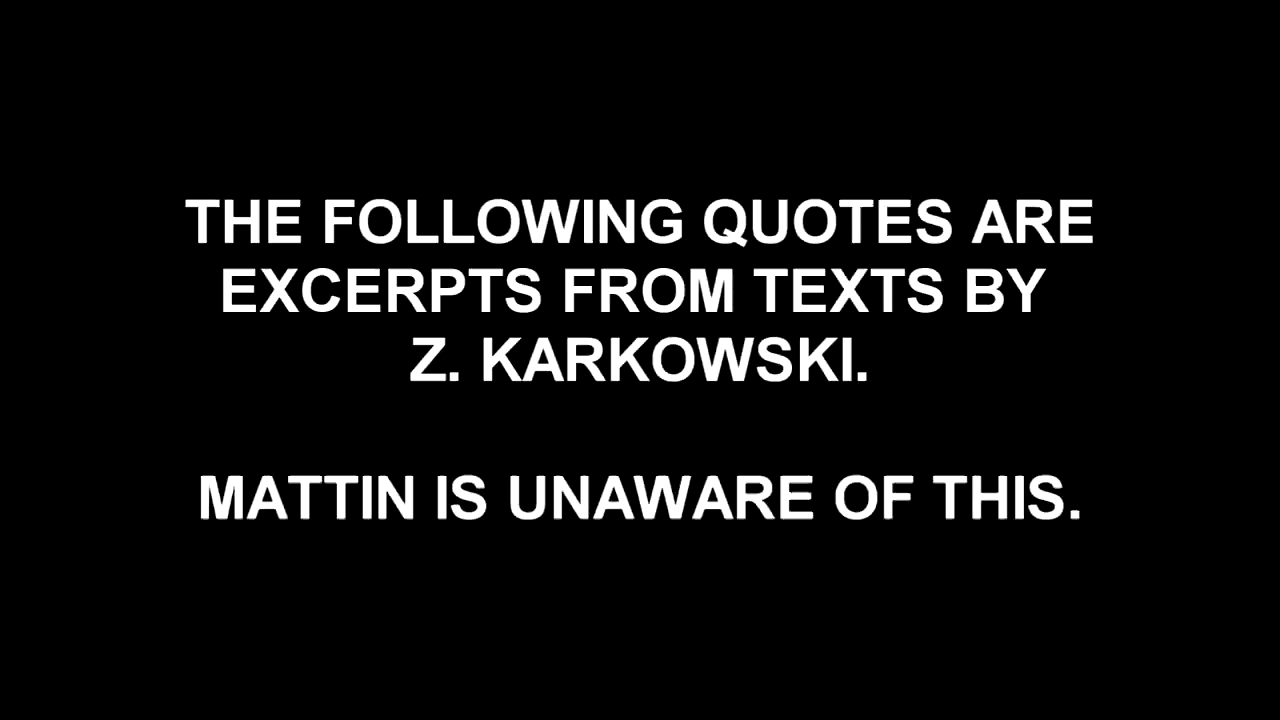 THE FOLLOWING QUOTES ARE
EXCERPTS FROM TEXTS BY
Z. KARKOWSKI.
MATTIN IS UNAWARE OF THIS.